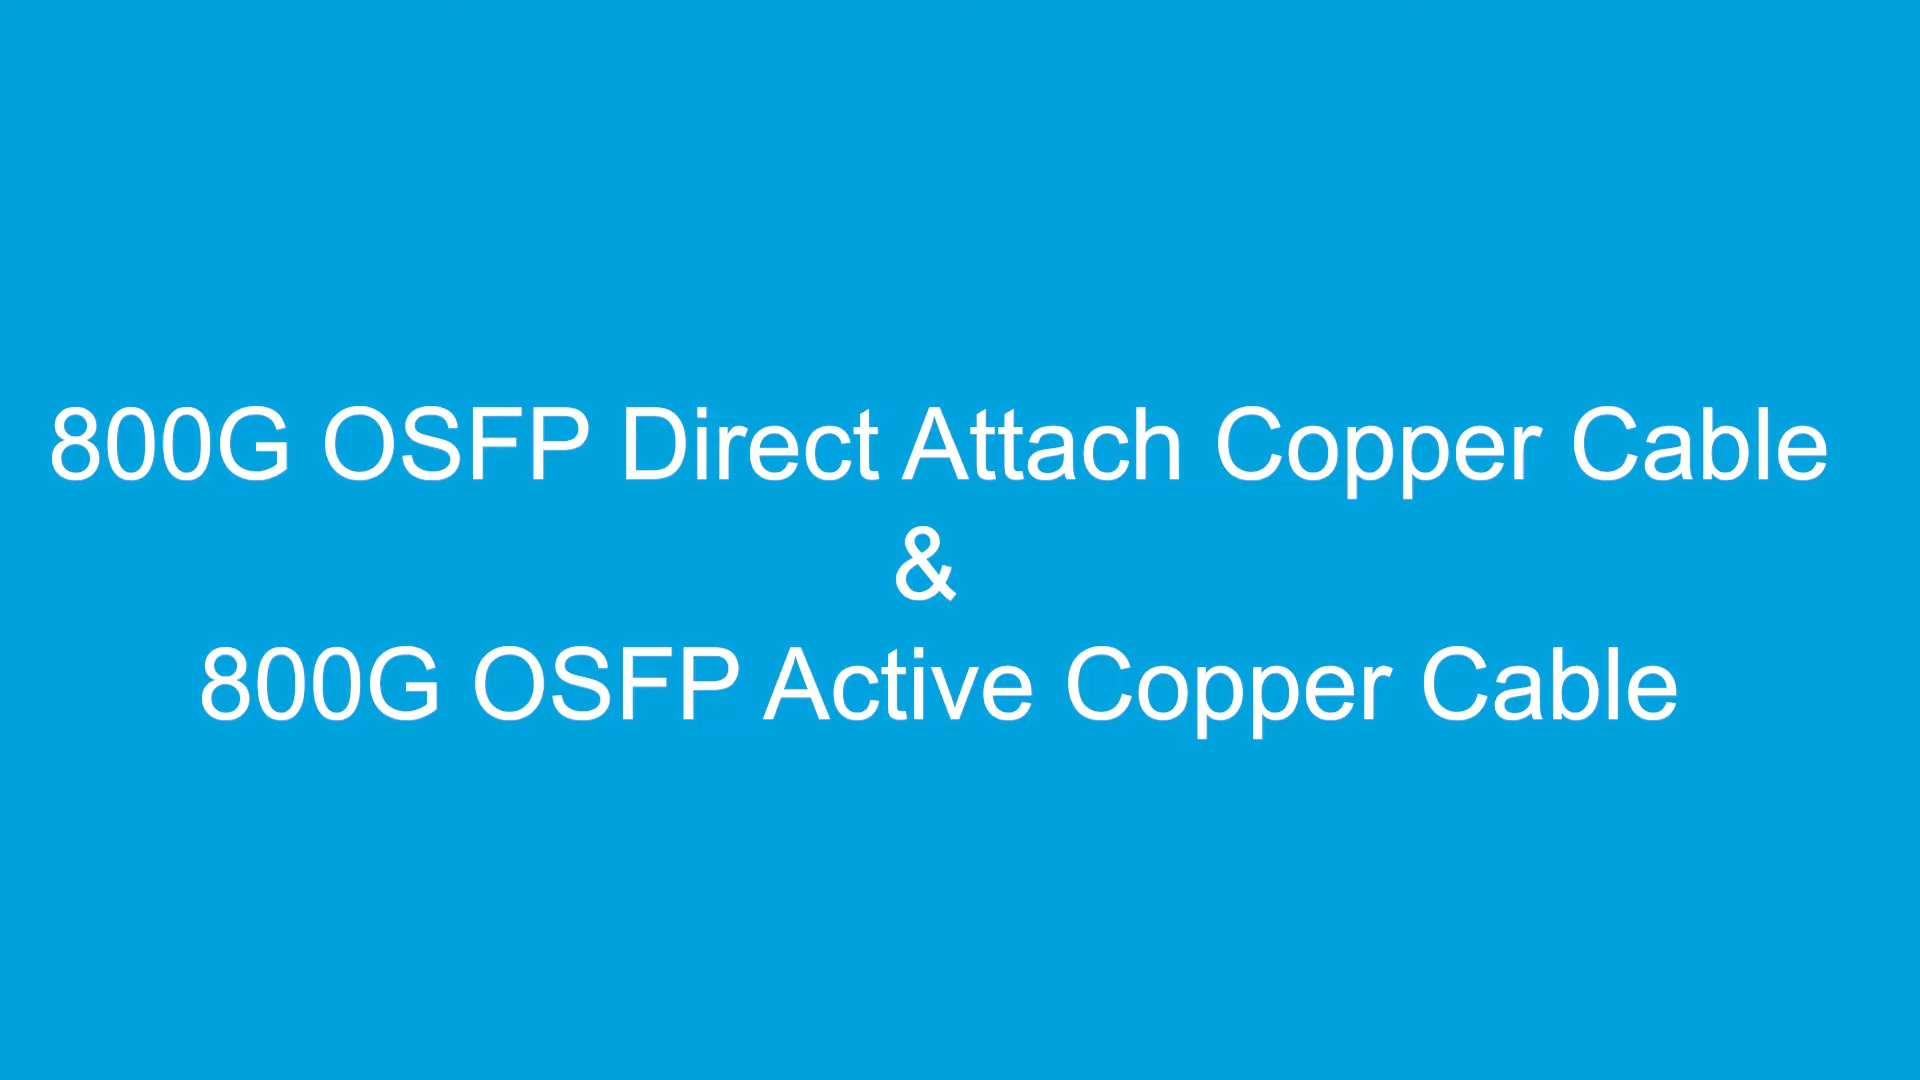 800G OSFP Direct Attach Copper Cable
&
800G OSFP Active Copper Cable